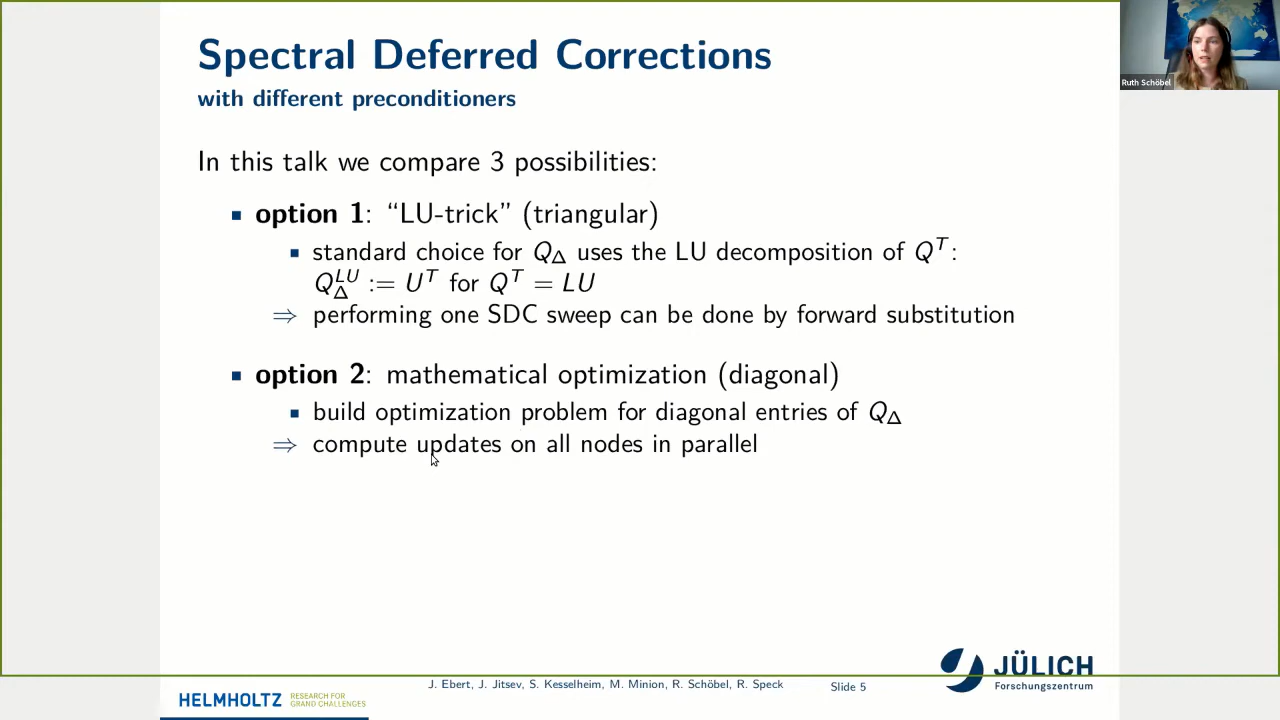 Spectral Deferred Corrections
with different preconditioners
Ruth Schöbel
In this talk we compare 3 possibilities:
▪ option 1: “LU-trick” (triangular)
▪ standard choice for Q_Δ uses the LU decomposition of Q^T:
Q_Δ^{LU} := U^T for Q^T = LU
⇒ performing one SDC sweep can be done by forward substitution
▪ option 2: mathematical optimization (diagonal)
▪ build optimization problem for diagonal entries of Q_Δ
⇒ compute updates on all nodes in parallel
JÜLICH
Forschungszentrum
J. Ebert, J. Jitsev, S. Kesselheim, M. Minion, R. Schöbel, R. Speck
Slide 5
HELMHOLTZ
RESEARCH FOR
GRAND CHALLENGES